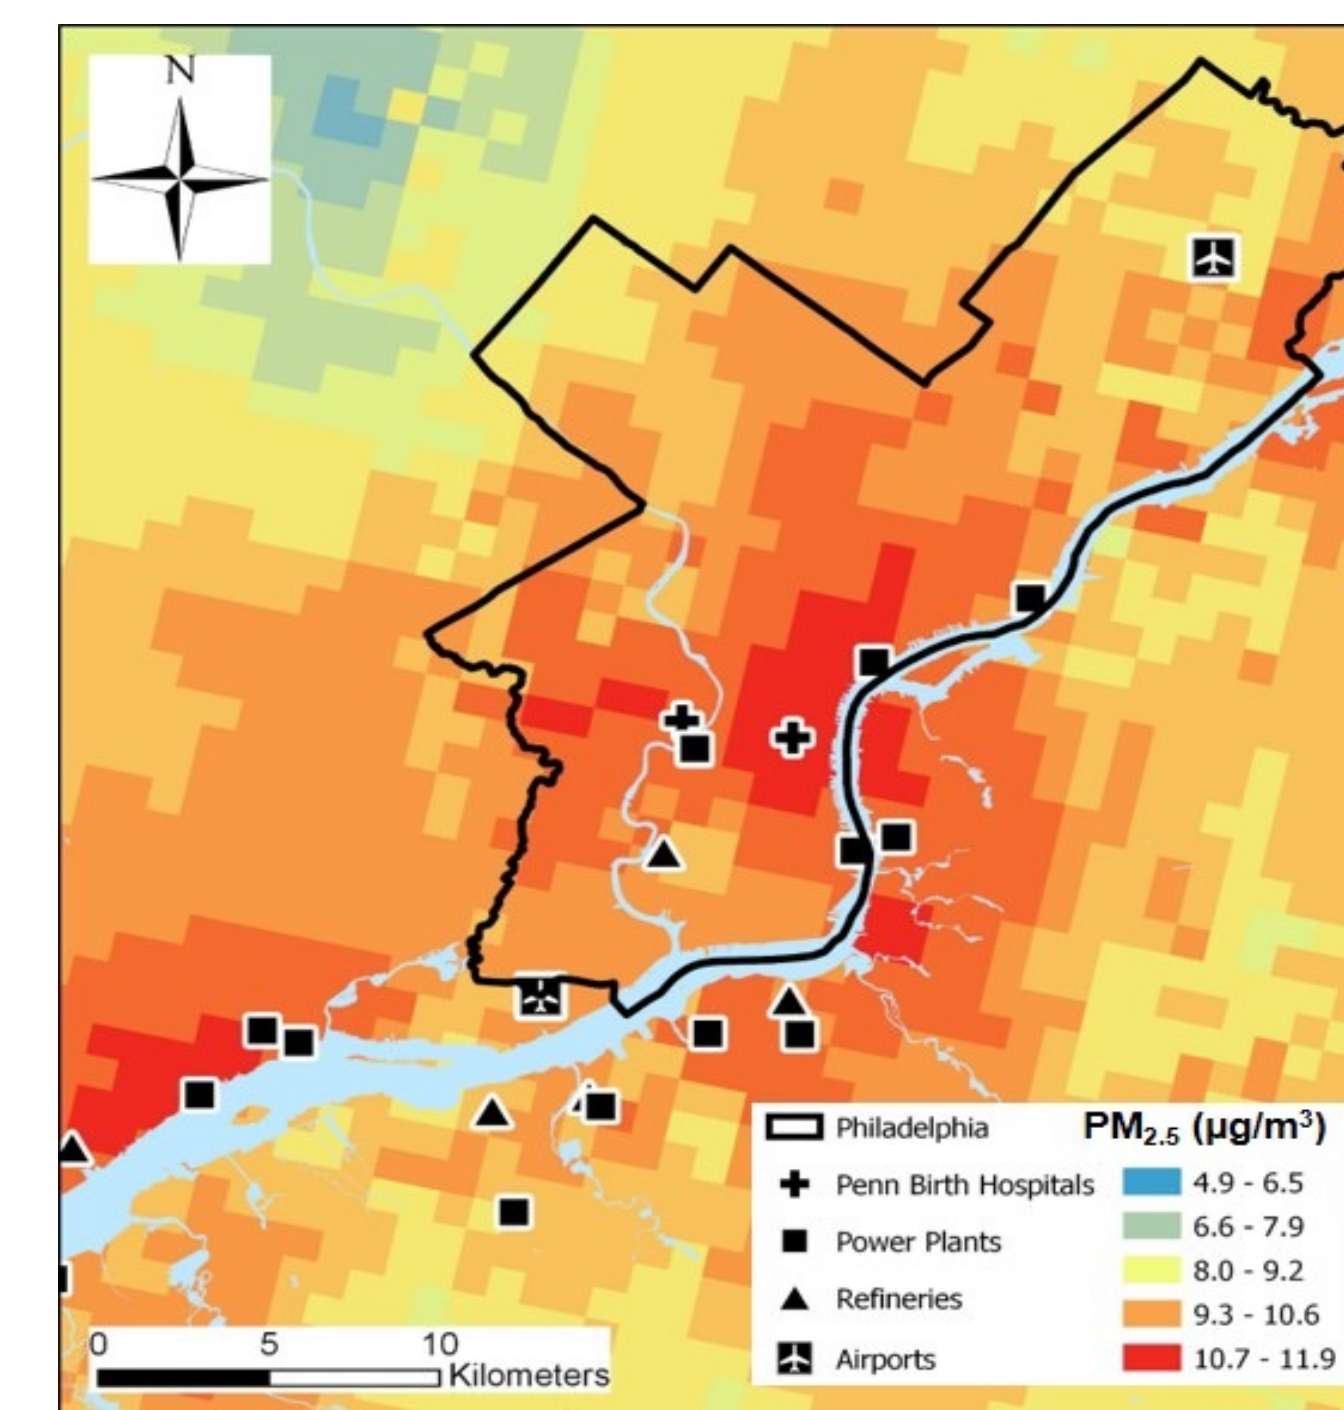 N
Philadelphia
Penn Birth Hospitals
Power Plants
Refineries
Airports
PM2.5 (µg/m3)
4.9 - 6.5
6.6 - 7.9
8.0 - 9.2
9.3 - 10.6
10.7 - 11.9
0 5 10
Kilometers